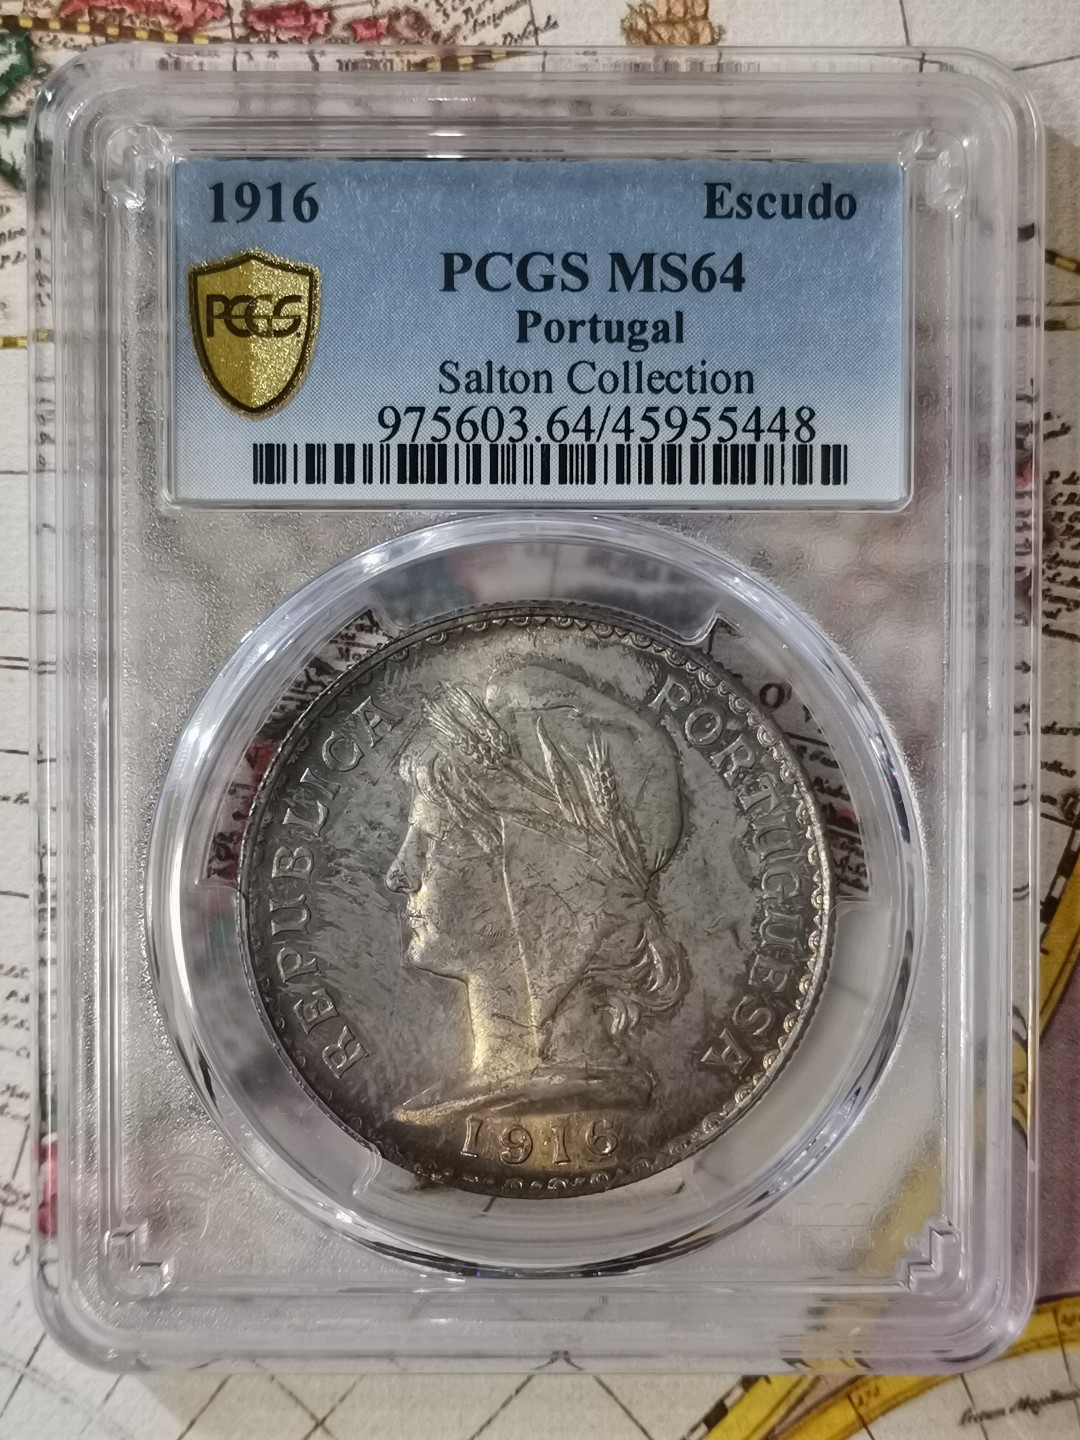 1916 Escudo
PCGS MS64
PCGS
Portugal
Salton Collection
975603.64/45955448
REPUBLICA PORTUGUESA
1916